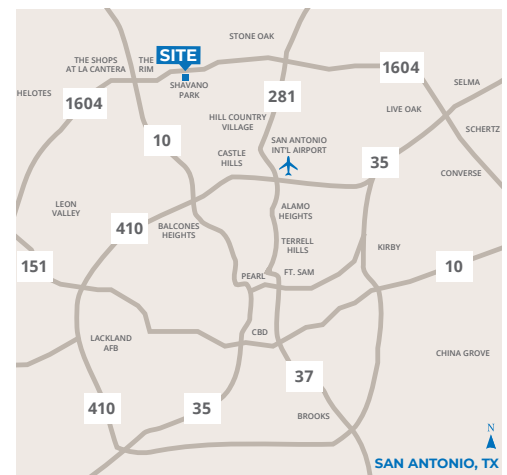 STONE OAK
THE SHOPS
AT LA CANTERA
THE
RIM
SITE
SHAVANO
PARK
1604
SELMA
HELOTES
1604
281
LIVE OAK
HILL COUNTRY
VILLAGE
SCHERTZ
10
SAN ANTONIO
INT'L AIRPORT
CASTLE
HILLS
35
CONVERSE
LEON
VALLEY
ALAMO
HEIGHTS
410
BALCONES
HEIGHTS
TERRELL
HILLS
KIRBY
151
PEARL
FT. SAM
10
CBD
LACKLAND
AFB
CHINA GROVE
37
410
35
BROOKS
N
SAN ANTONIO, TX